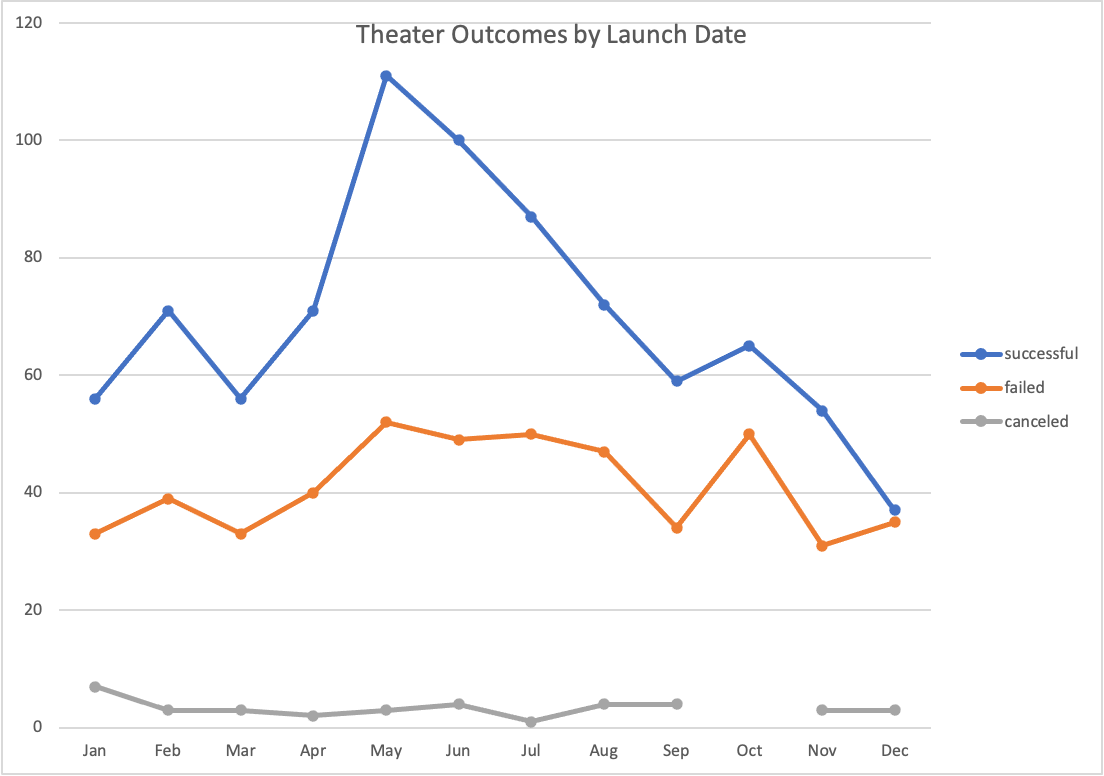 Theater Outcomes by Launch Date
120
100
80
60
40
20
0
Jan Feb Mar Apr May Jun Jul Aug Sep Oct Nov Dec
successful
failed
canceled